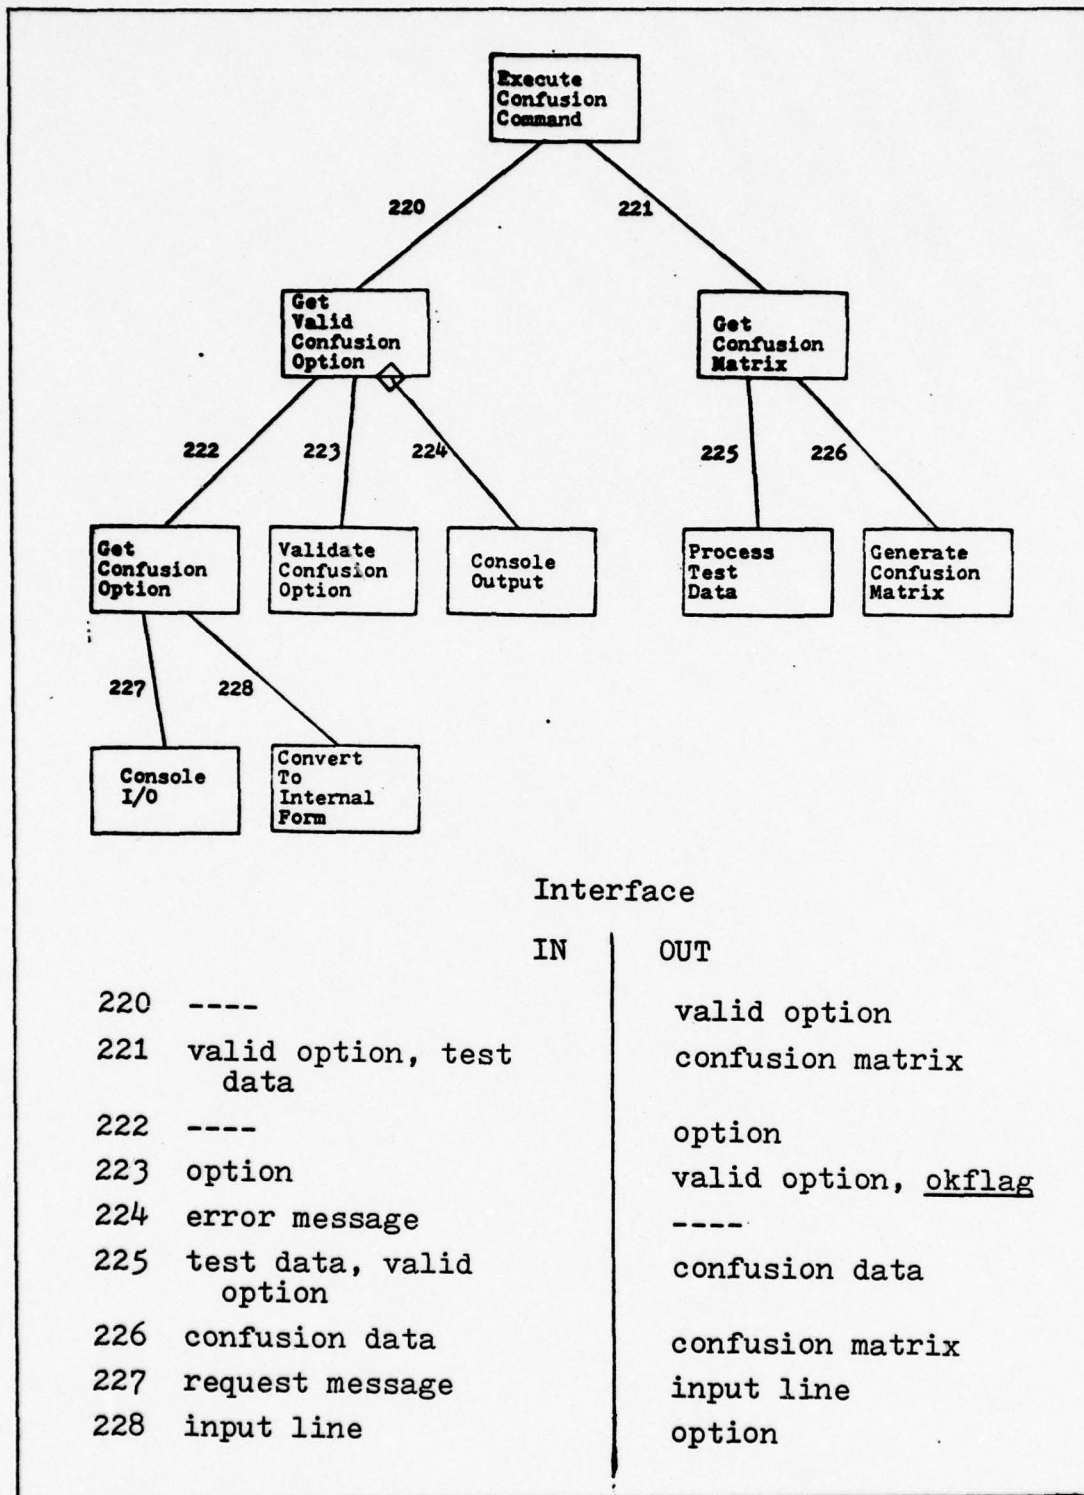 Execute
Confusion
Command
220
221
Get
Valid
Confusion
Option
Get
Confusion
Matrix
222
223
224
225
226
Get
Confusion
Option
Validate
Confusion
Option
Console
Output
Process
Test
Data
Generate
Confusion
Matrix
227
228
Console
I/O
Convert
To
Internal
Form
Interface
IN OUT
220 ---- valid option
221 valid option, test confusion matrix
data
222 ---- option
223 option valid option, okflag
224 error message ----
225 test data, valid confusion data
option
226 confusion data confusion matrix
227 request message input line
228 input line option